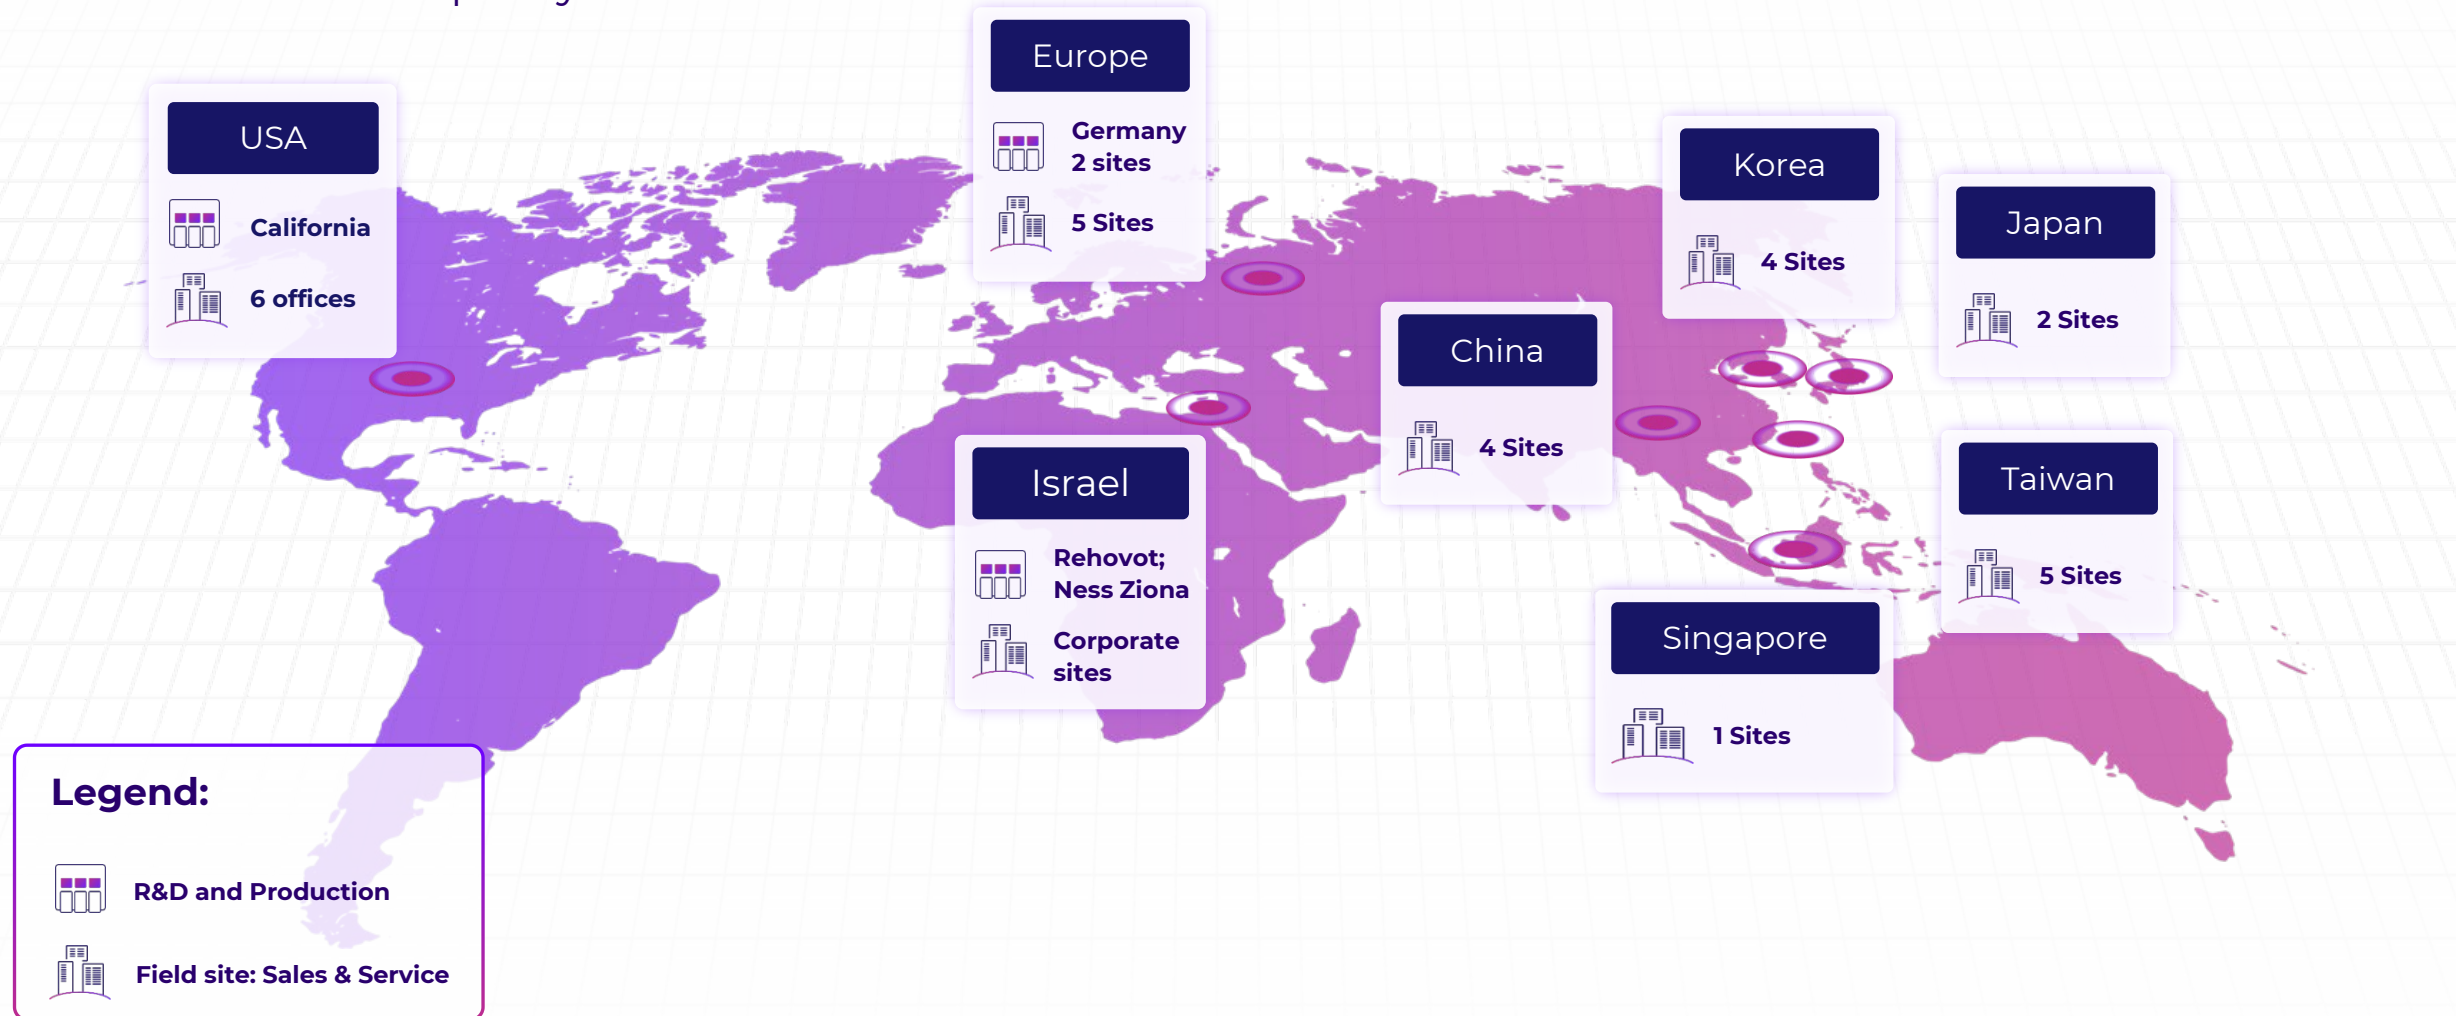 USA
California
6 offices
Europe
Germany
2 sites
5 Sites
Korea
4 Sites
Japan
2 Sites
China
4 Sites
Israel
Rehovot;
Ness Ziona
Corporate
sites
Taiwan
5 Sites
Singapore
1 Sites
Legend:
R&D and Production
Field site: Sales & Service